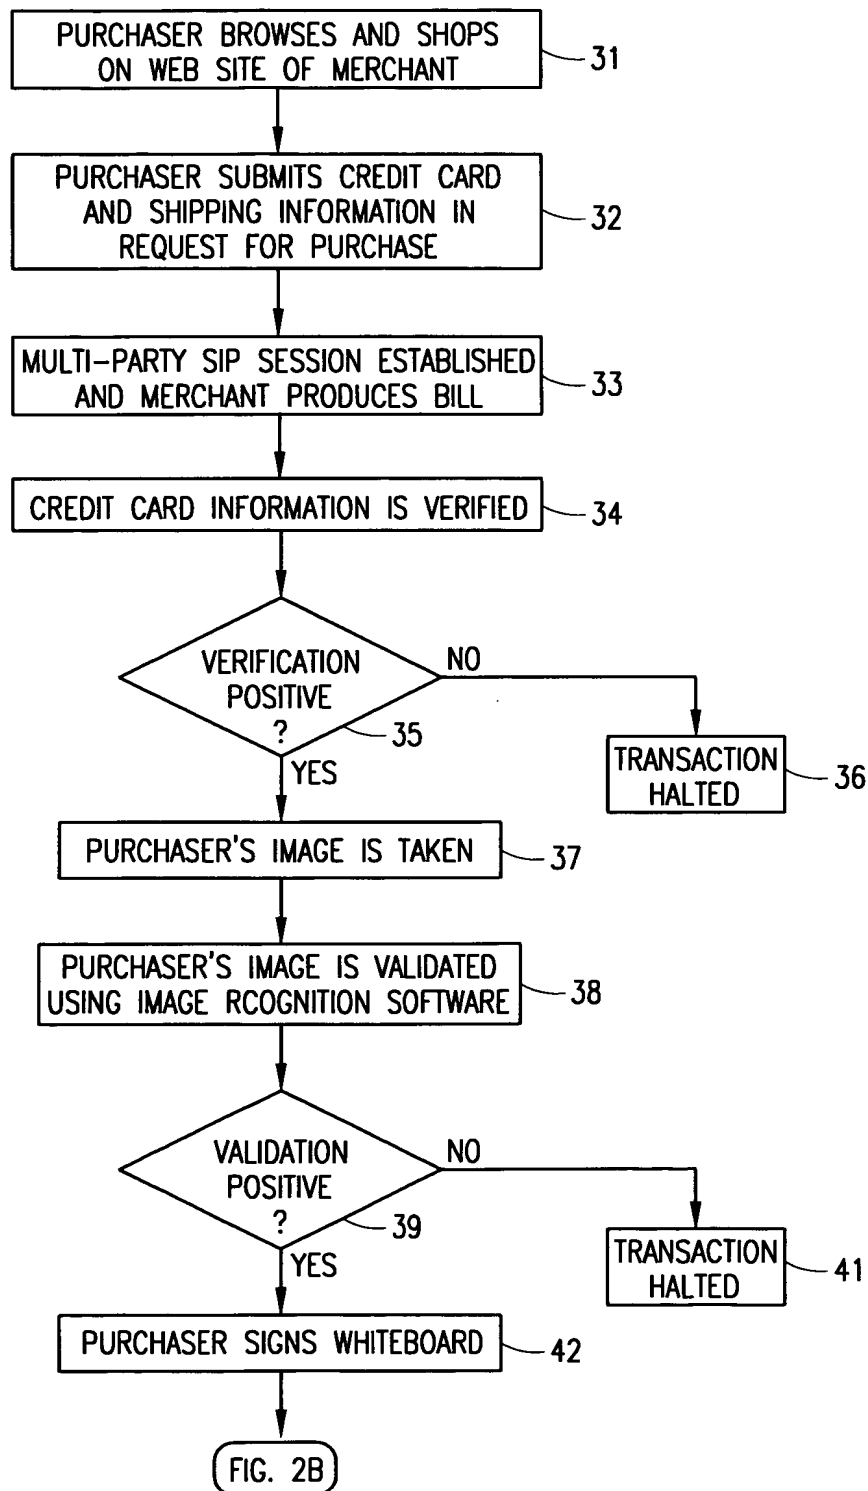 PURCHASER BROWSES AND SHOPS
ON WEB SITE OF MERCHANT
31
PURCHASER SUBMITS CREDIT CARD
AND SHIPPING INFORMATION IN
REQUEST FOR PURCHASE
32
MULTI-PARTY SIP SESSION ESTABLISHED
AND MERCHANT PRODUCES BILL
33
CREDIT CARD INFORMATION IS VERIFIED
34
VERIFICATION
POSITIVE
?
35
NO
YES
TRANSACTION
HALTED
36
PURCHASER'S IMAGE IS TAKEN
37
PURCHASER'S IMAGE IS VALIDATED
USING IMAGE RCOGNITION SOFTWARE
38
VALIDATION
POSITIVE
?
39
NO
YES
TRANSACTION
HALTED
41
PURCHASER SIGNS WHITEBOARD
42
FIG. 2B